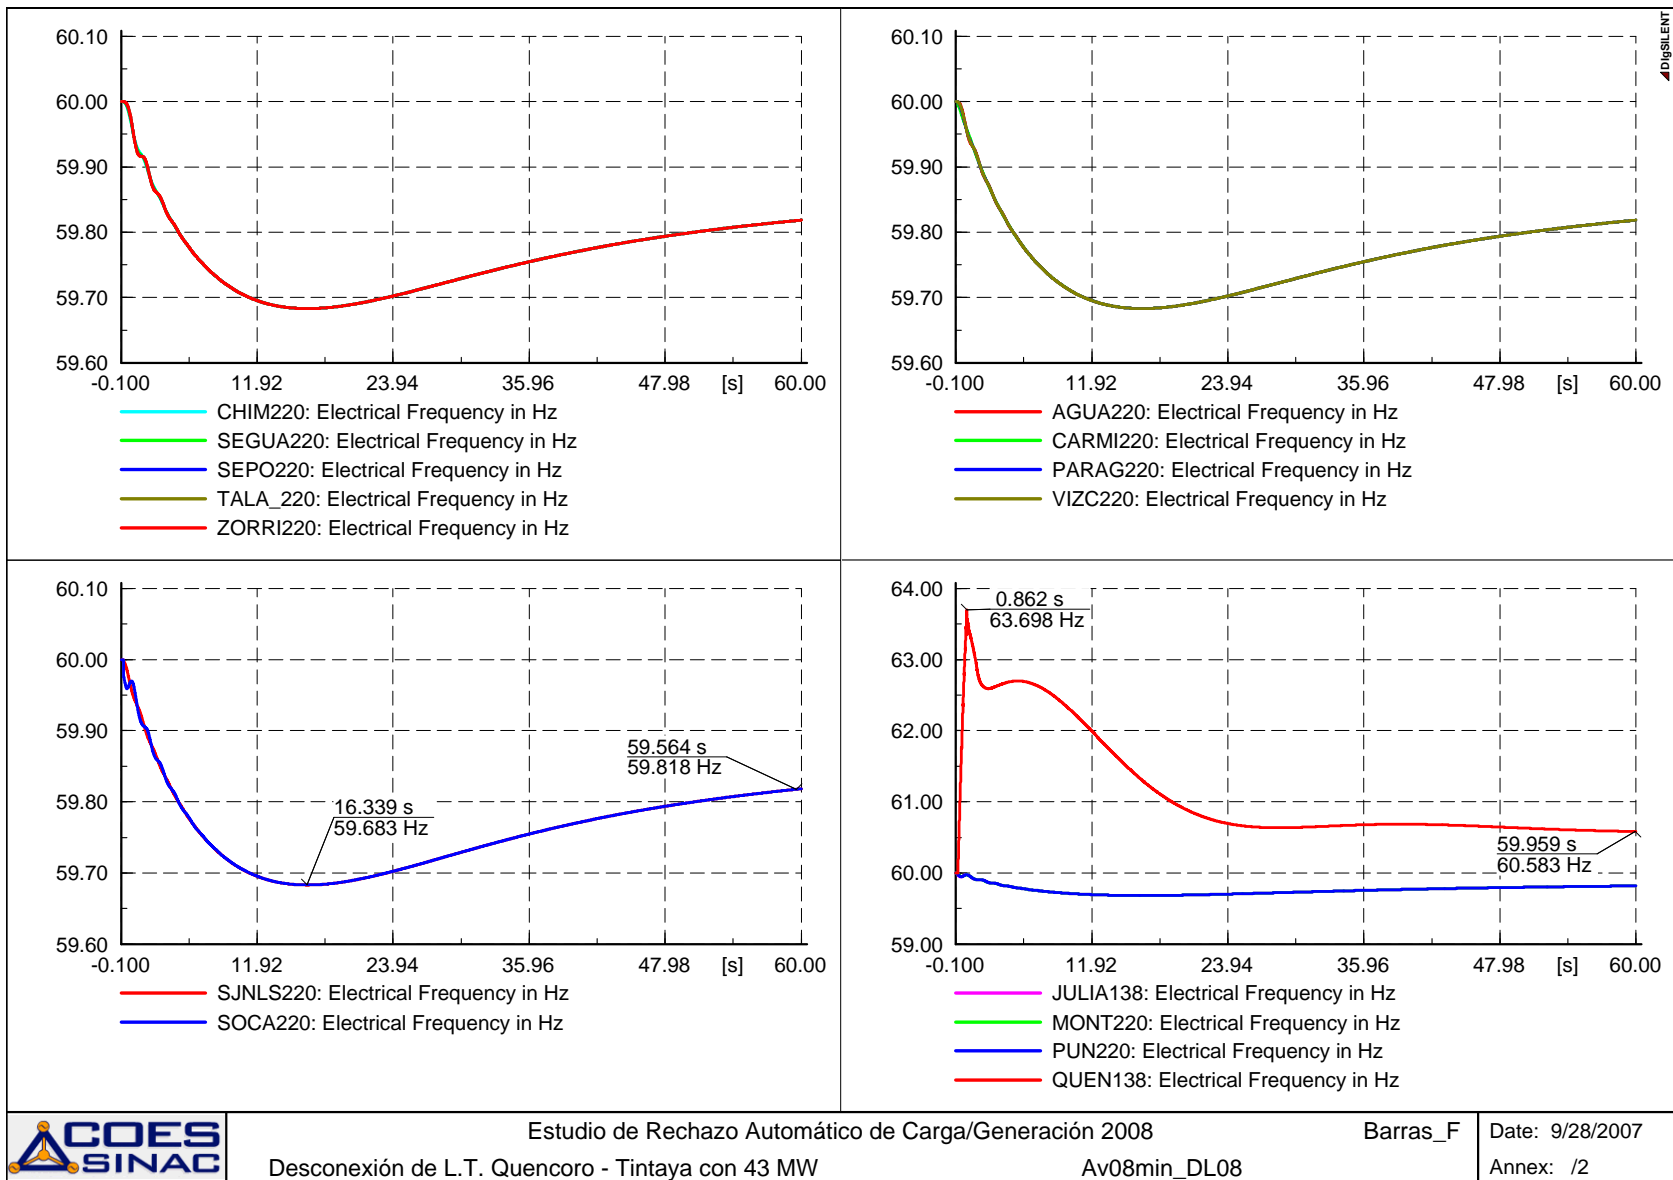 DIgSILENT
60.10
60.00
59.90
59.80
59.70
59.60
-0.100 11.92 23.94 35.96 47.98 [s] 60.00
CHIM220: Electrical Frequency in Hz
SEGUA220: Electrical Frequency in Hz
SEPO220: Electrical Frequency in Hz
TALA_220: Electrical Frequency in Hz
ZORRI220: Electrical Frequency in Hz
60.10
60.00
59.90
59.80
59.70
59.60
-0.100 11.92 23.94 35.96 47.98 [s] 60.00
AGUA220: Electrical Frequency in Hz
CARMI220: Electrical Frequency in Hz
PARAG220: Electrical Frequency in Hz
VIZC220: Electrical Frequency in Hz
60.10
60.00
59.90
59.80
59.70
59.60
59.564 s
59.818 Hz
16.339 s
59.683 Hz
-0.100 11.92 23.94 35.96 47.98 [s] 60.00
SJNLS220: Electrical Frequency in Hz
SOCA220: Electrical Frequency in Hz
64.00
63.00
62.00
61.00
60.00
59.00
0.862 s
63.698 Hz
59.959 s
60.583 Hz
-0.100 11.92 23.94 35.96 47.98 [s] 60.00
JULIA138: Electrical Frequency in Hz
MONT220: Electrical Frequency in Hz
PUN220: Electrical Frequency in Hz
QUEN138: Electrical Frequency in Hz
COES
SINAC
Estudio de Rechazo Automático de Carga/Generación 2008 Barras_F
Desconexión de L.T. Quencoro - Tintaya con 43 MW Av08min_DL08
Date: 9/28/2007
Annex: /2